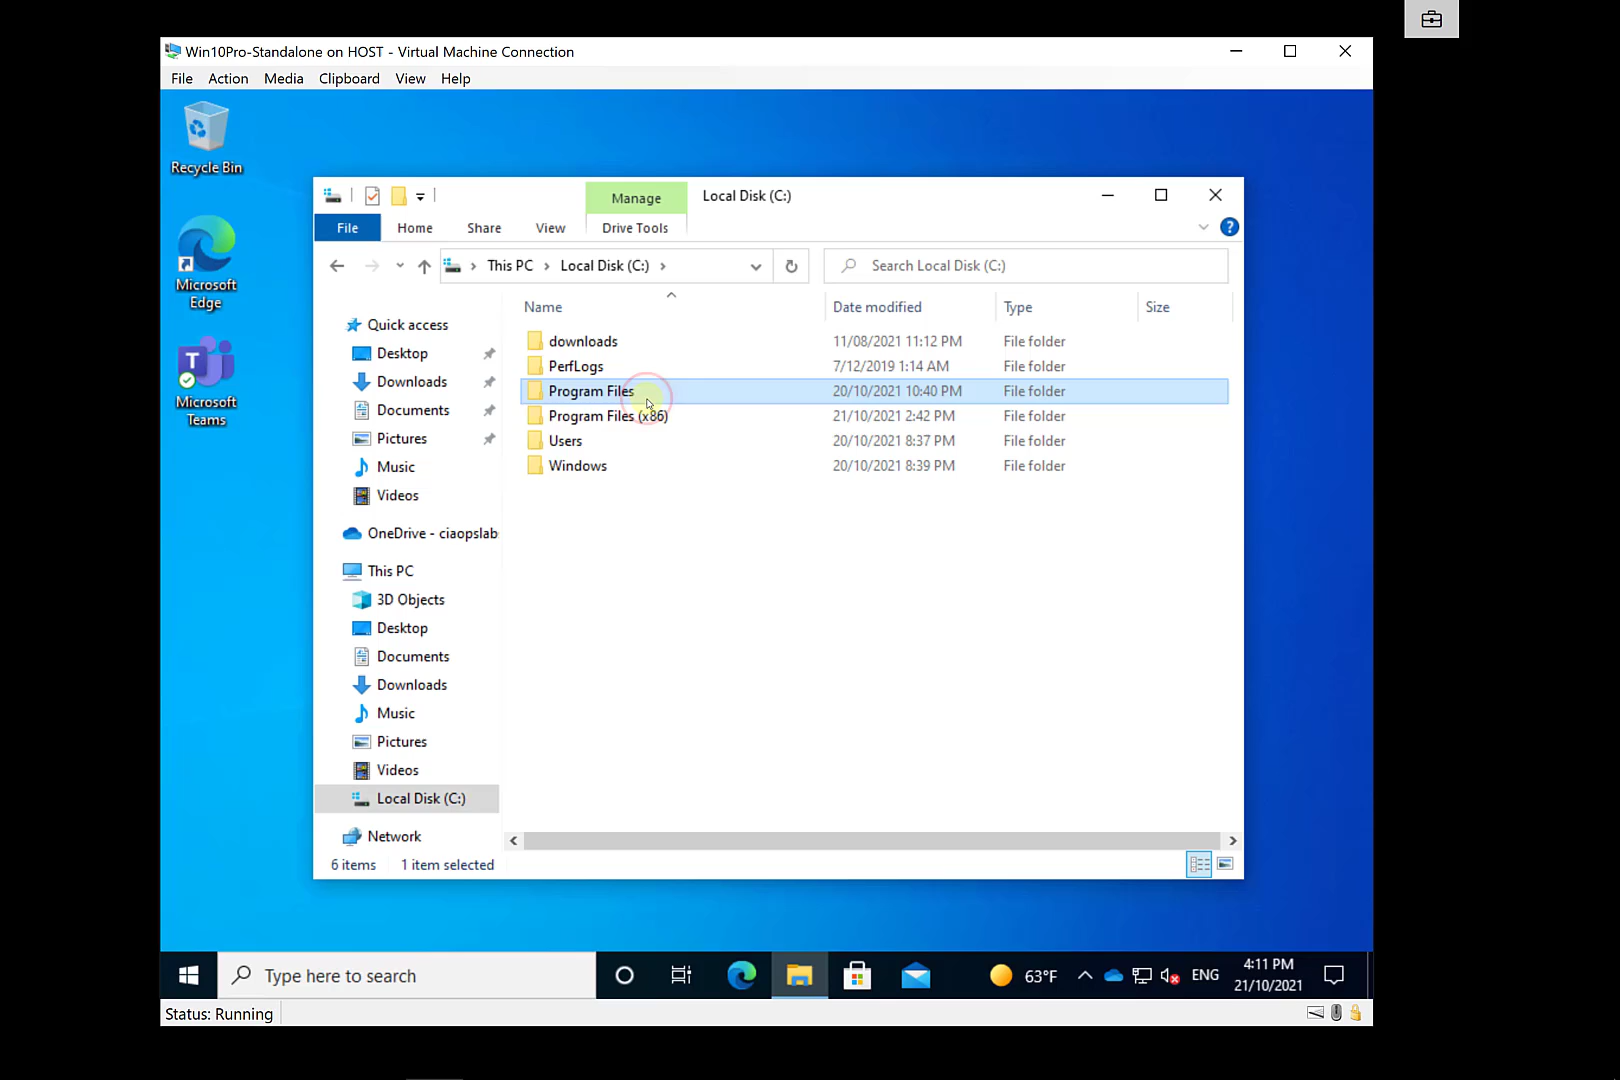 Win10Pro-Standalone on HOST - Virtual Machine Connection
File Action Media Clipboard View Help
Recycle Bin
Microsoft
Edge
T
Microsoft
Teams
Manage Local Disk (C:)
File Home Share View Drive Tools
This PC Local Disk (C:)
Search Local Disk (C:)
Name Date modified Type Size
downloads 11/08/2021 11:12 PM File folder
PerfLogs 7/12/2019 1:14 AM File folder
Program Files 20/10/2021 10:40 PM File folder
Program Files (x86) 21/10/2021 2:42 PM File folder
Users 20/10/2021 8:37 PM File folder
Windows 20/10/2021 8:39 PM File folder
Quick access
Desktop
Downloads
Documents
Pictures
Music
Videos
OneDrive - ciaopslab
This PC
3D Objects
Desktop
Documents
Downloads
Music
Pictures
Videos
Local Disk (C:)
Network
6 items 1 item selected
Type here to search
63°F
ENG
4:11 PM
21/10/2021
Status: Running